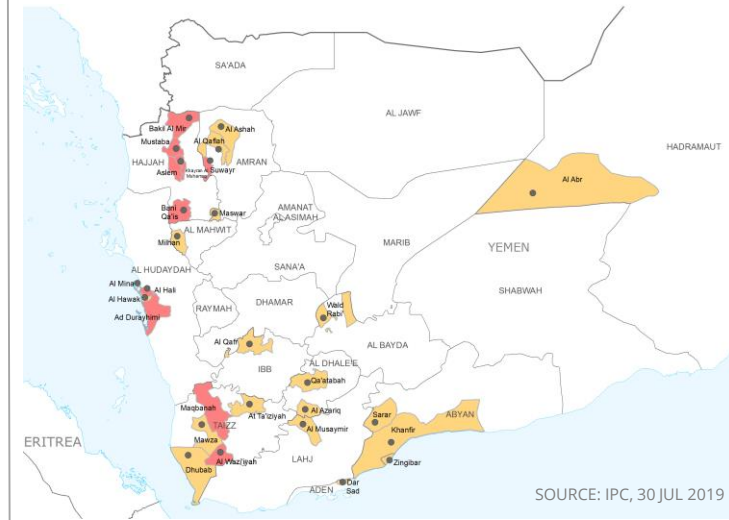 SA'ADA
AL JAWF
HADRAMAUT
Bakil Al Mir
Al Ashah
Mustaba
Al Qaflah
HAJJAH
Aslem
Suwayr
AMRAN
Al Abr
Bani
Qa'is
Maswar
AMANAT
AL ASIMAH
AL MAHWIT
Milhan
MARIB
YEMEN
AL HUDAYDAH
SANA'A
SHABWAH
Al Mina
Al Hali
Al Hawak
Ad Durayhimi
RAYMAH
DHAMAR
Wald
Rabi'
Al Qafr
AL BAYDA
IBB
AL DHALE'E
Qa'atabah
Maqbanah
At Ta'iziyah
Al Azariq
Sarar
ABYAN
TAIZZ
Mawza
Al Musaymir
Khanfir
ERITREA
Al Wazi'iyah
Dhubab
LAHJ
Zingibar
ADEN
Dar
Sad
SOURCE: IPC, 30 JUL 2019